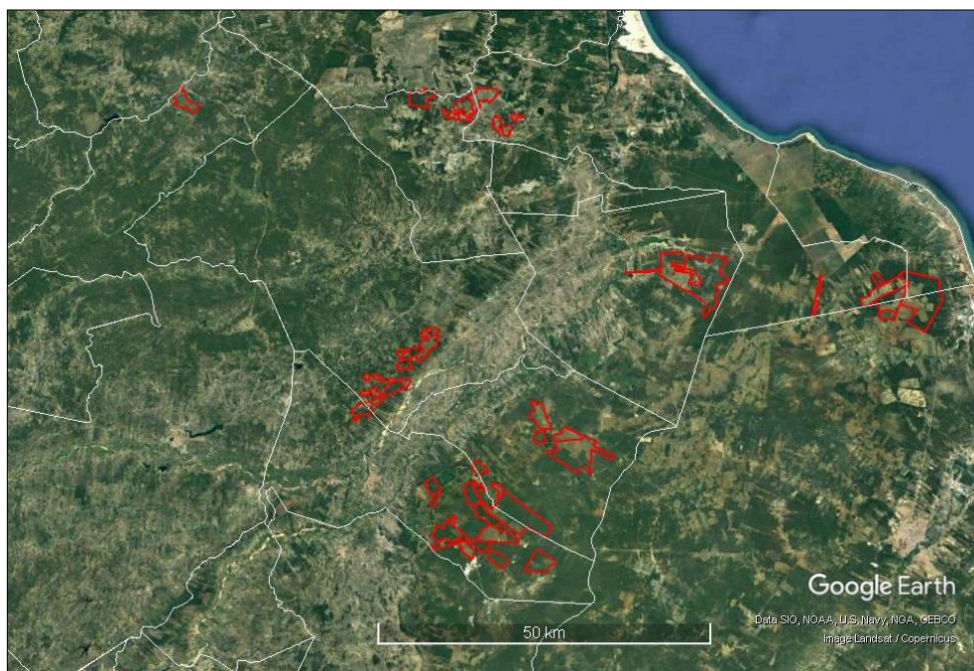 Google Earth
Data SIO, NOAA, U.S. Navy, NGA, GEBCO
Image Landsat / Copernicus
50 km